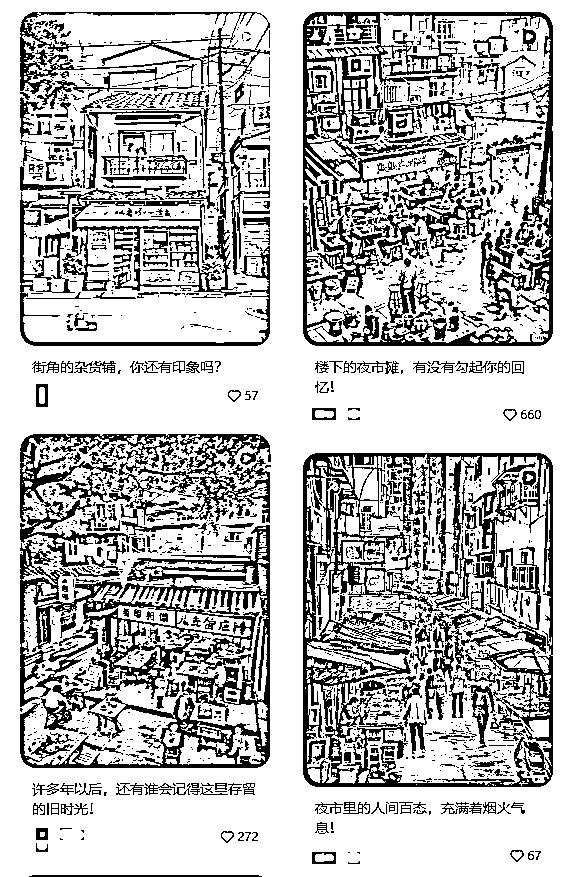 街角的杂货铺，你还有印象吗？
57
楼下的夜市摊，有没有勾起你的回
忆！
660
许多年以后，还有谁会记得这里存留
的旧时光！
272
夜市里的人间百态，充满着烟火气
息！
67